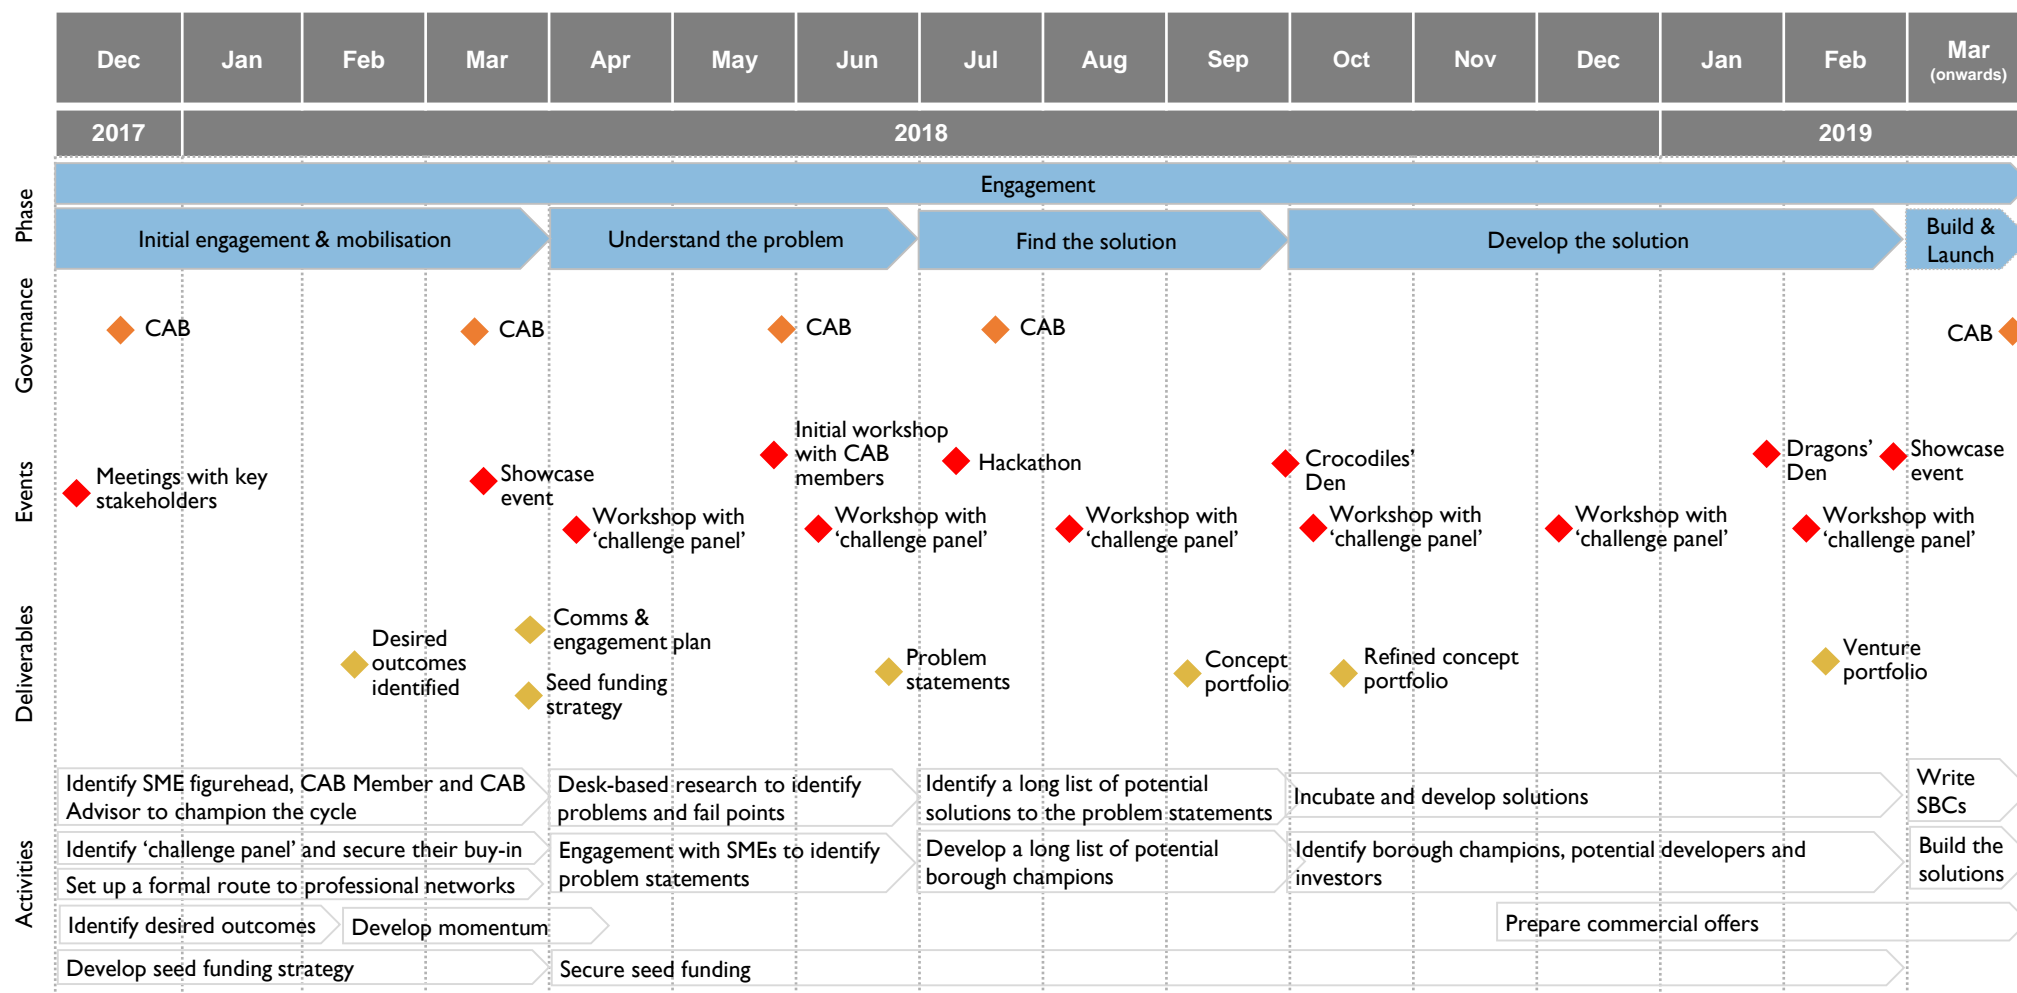 Dec Jan Feb Mar Apr May Jun Jul Aug Sep Oct Nov Dec Jan Feb Mar
(onwards)
2017 2018 2019
Phase
Engagement
Initial engagement & mobilisation
Understand the problem
Find the solution
Develop the solution
Build &
Launch
Governance
CAB
CAB
CAB
CAB
CAB
Events
Meetings with key
stakeholders
Showcase
event
Initial workshop
with CAB
members
Hackathon
Crocodiles’
Den
Dragons’
Den
Showcase
event
Workshop with
‘challenge panel’
Workshop with
‘challenge panel’
Workshop with
‘challenge panel’
Workshop with
‘challenge panel’
Workshop with
‘challenge panel’
Workshop with
‘challenge panel’
Deliverables
Desired
outcomes
identified
Comms &
engagement plan
Seed funding
strategy
Problem
statements
Concept
portfolio
Refined concept
portfolio
Venture
portfolio
Activities
Identify SME figurehead, CAB Member and CAB
Advisor to champion the cycle
Desk-based research to identify
problems and fail points
Identify a long list of potential
solutions to the problem statements
Incubate and develop solutions
Write
SBCs
Identify ‘challenge panel’ and secure their buy-in
Engagement with SMEs to identify
problem statements
Develop a long list of potential
borough champions
Identify borough champions, potential developers and
investors
Build the
solutions
Set up a formal route to professional networks
Identify desired outcomes
Develop momentum
Prepare commercial offers
Develop seed funding strategy
Secure seed funding